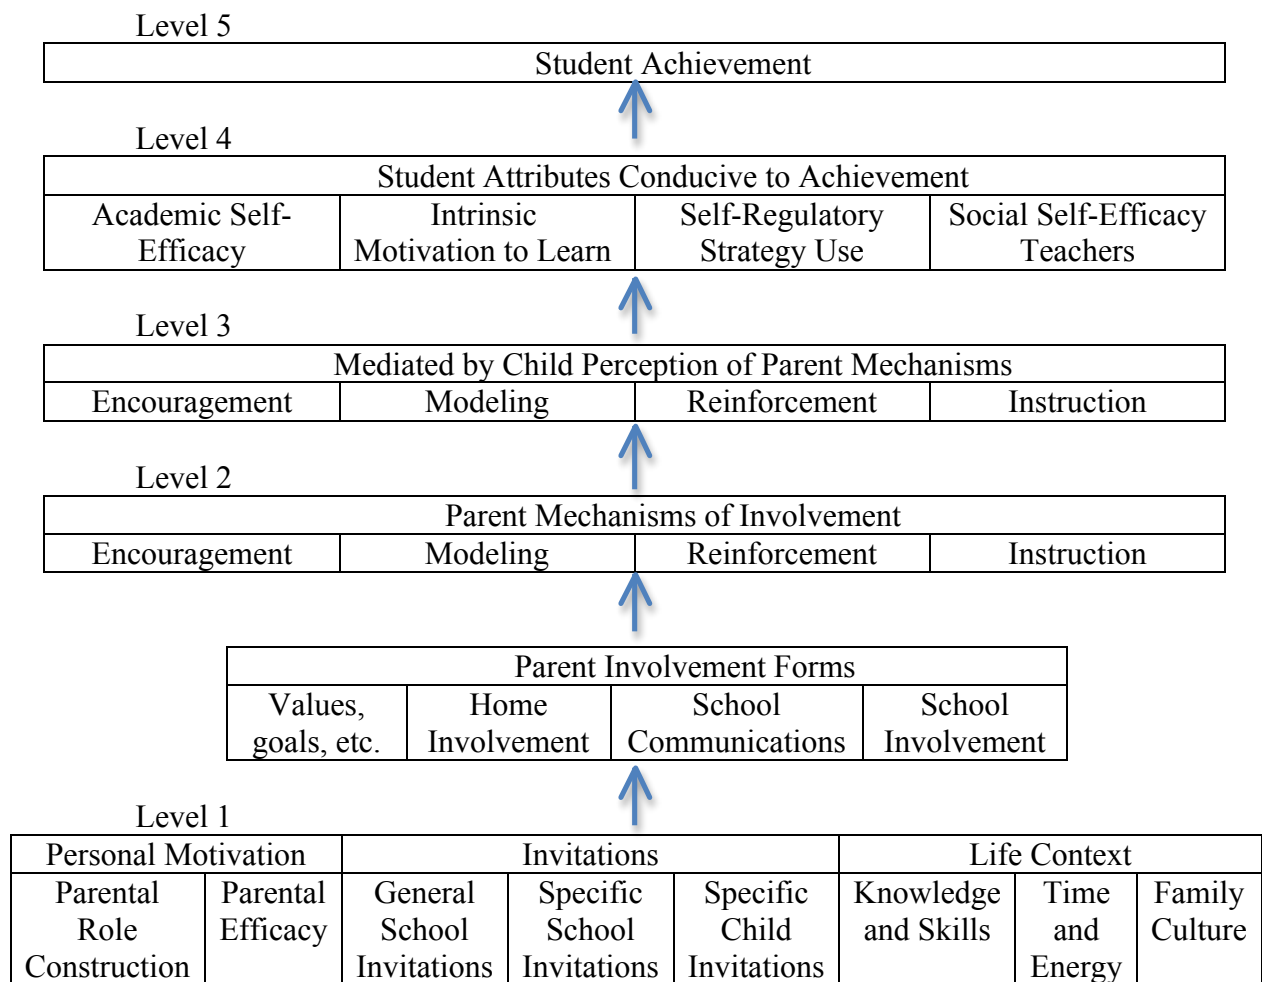 Level 5
Student Achievement
Level 4
Student Attributes Conducive to Achievement
Academic Self-
Efficacy
Intrinsic
Motivation to Learn
Self-Regulatory
Strategy Use
Social Self-Efficacy
Teachers
Level 3
Mediated by Child Perception of Parent Mechanisms
Encouragement
Modeling
Reinforcement
Instruction
Level 2
Parent Mechanisms of Involvement
Encouragement
Modeling
Reinforcement
Instruction
Parent Involvement Forms
Values,
goals, etc.
Home
Involvement
School
Communications
School
Involvement
Level 1
Personal Motivation
Invitations
Life Context
Parental
Role
Construction
Parental
Efficacy
General
School
Invitations
Specific
School
Invitations
Specific
Child
Invitations
Knowledge
and Skills
Time
and
Energy
Family
Culture